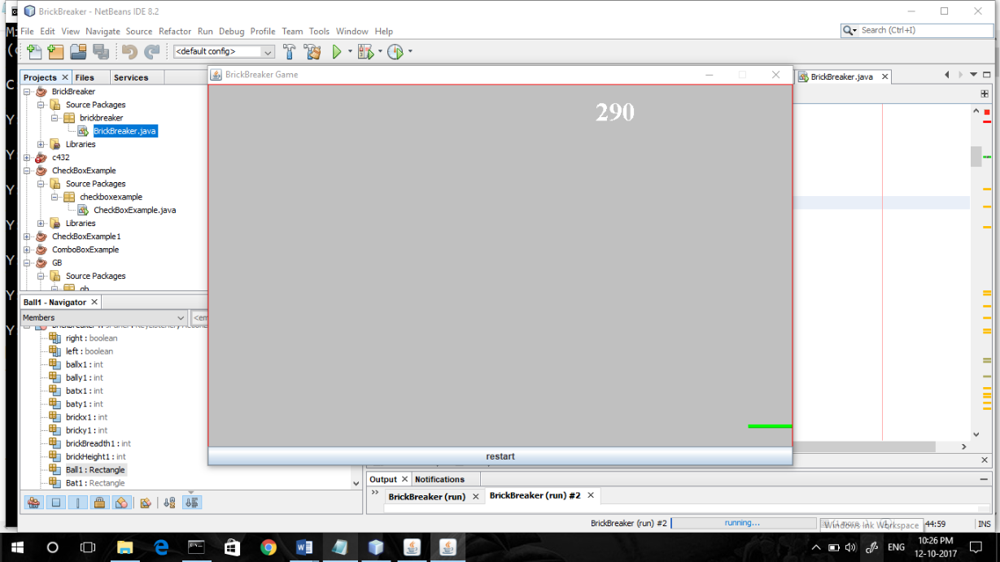 BrickBreaker - NetBeans IDE 8.2
File Edit View Navigate Source Refactor Run Debug Profile Team Tools Window Help
Search (Ctrl+I)
<default config>
Projects Files Services
BrickBreaker Game
BrickBreaker.java
290
BrickBreaker
Source Packages
brickbreaker
BrickBreaker.java
Libraries
c432
CheckBoxExample
Source Packages
checkboxexample
CheckBoxExample.java
Libraries
CheckBoxExample1
ComboBoxExample
GB
Source Packages
gb
Ball1 - Navigator
Members
right : boolean
left : boolean
ballx1 : int
bally1 : int
batx1 : int
baty1 : int
brickx1 : int
bricky1 : int
brickBreadth1 : int
brickHeight1 : int
Ball1 : Rectangle
Bat1 : Rectangle
restart
Output Notifications
BrickBreaker (run) BrickBreaker (run) #2
BrickBreaker (run) #2 running... Windows Ink Workspace 44:59 INS
ENG 10:26 PM
12-10-2017